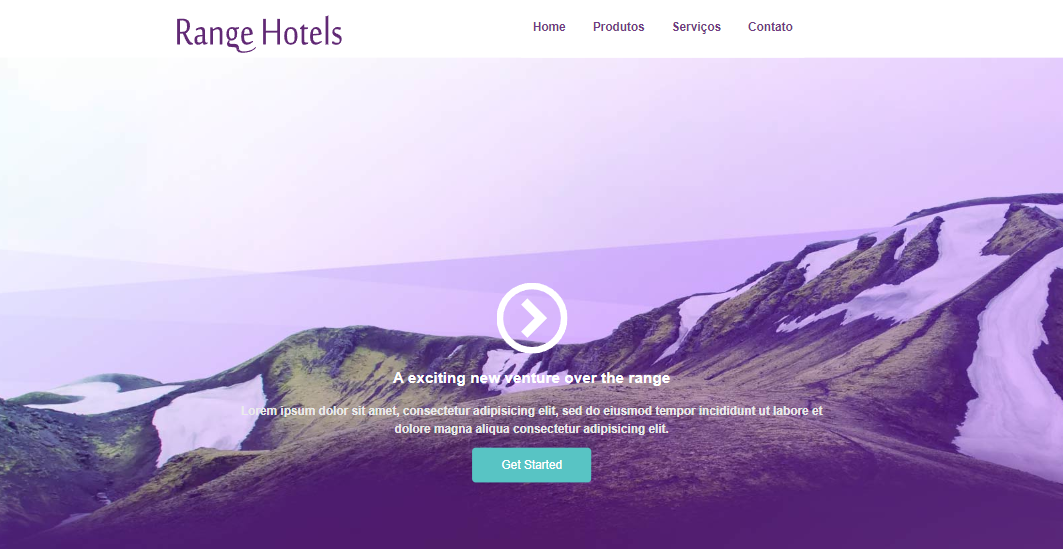 Range Hotels
Home
Produtos
Serviços
Contato
A exciting new venture over the range
Lorem ipsum dolor sit amet, consectetur adipisicing elit, sed do eiusmod tempor incididunt ut labore et
dolore magna aliqua consectetur adipisicing elit.
Get Started